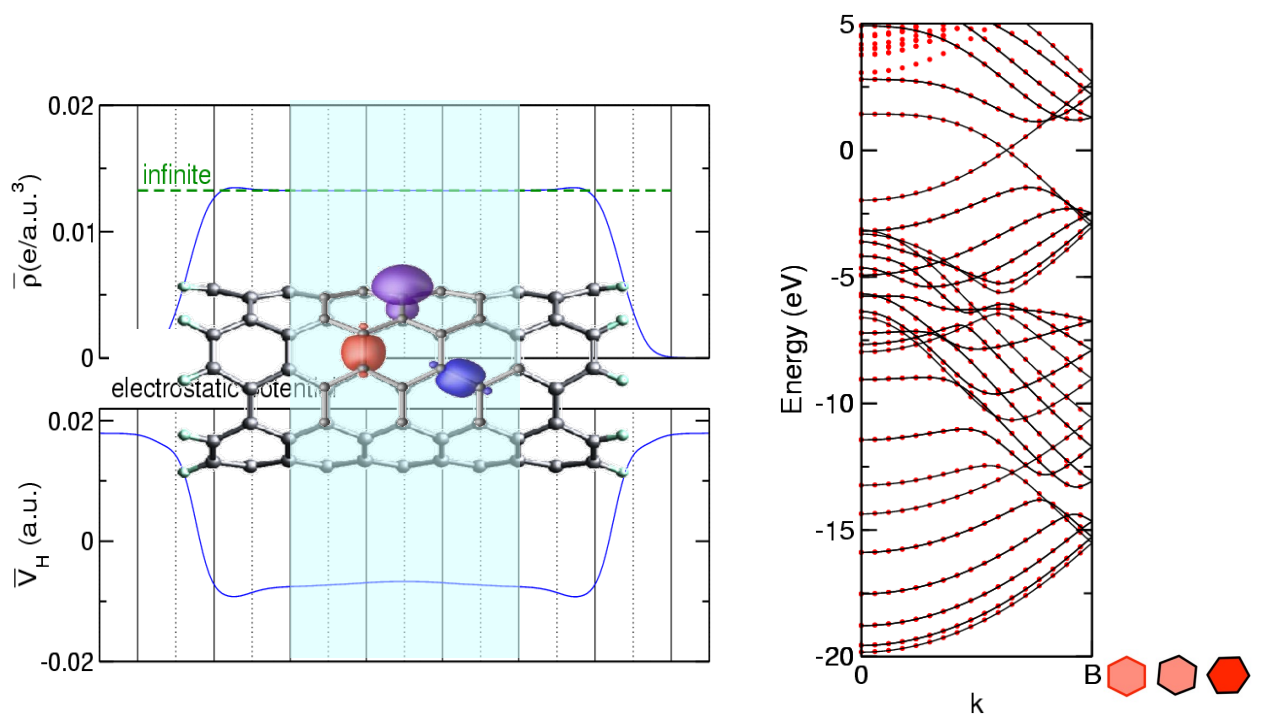 0.02
infinite
0.01
ρ(e/a.u.³)
0
electrostatic potential
0.02
V_H (a.u.)
0
-0.02
5
0
-5
Energy (eV)
-10
-15
-20
0
B
k